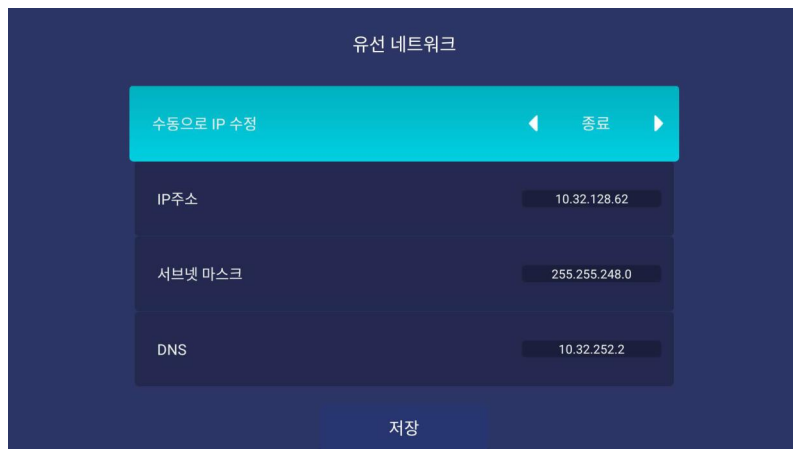 유선 네트워크
수동으로 IP 수정 종료
IP주소 10.32.128.62
서브넷 마스크 255.255.248.0
DNS 10.32.252.2
저장